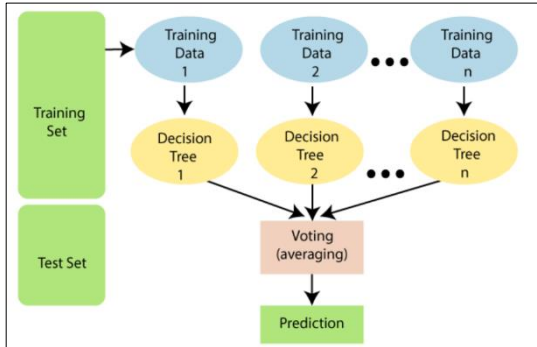 Training
Set
Test Set
Training
Data
1
Training
Data
2
Training
Data
n
Decision
Tree
1
Decision
Tree
2
Decision
Tree
n
Voting
(averaging)
Prediction